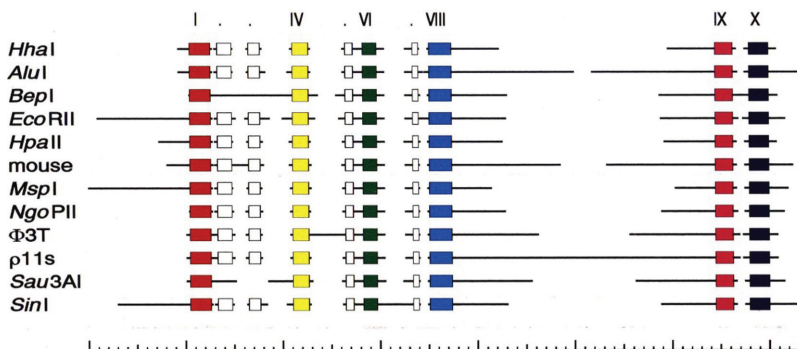 I . . IV . VI . VIII IX X
HhaI
AluI
BepI
EcoRII
HpaII
mouse
MspI
NgoPII
Φ3T
ρ11s
Sau3AI
SinI